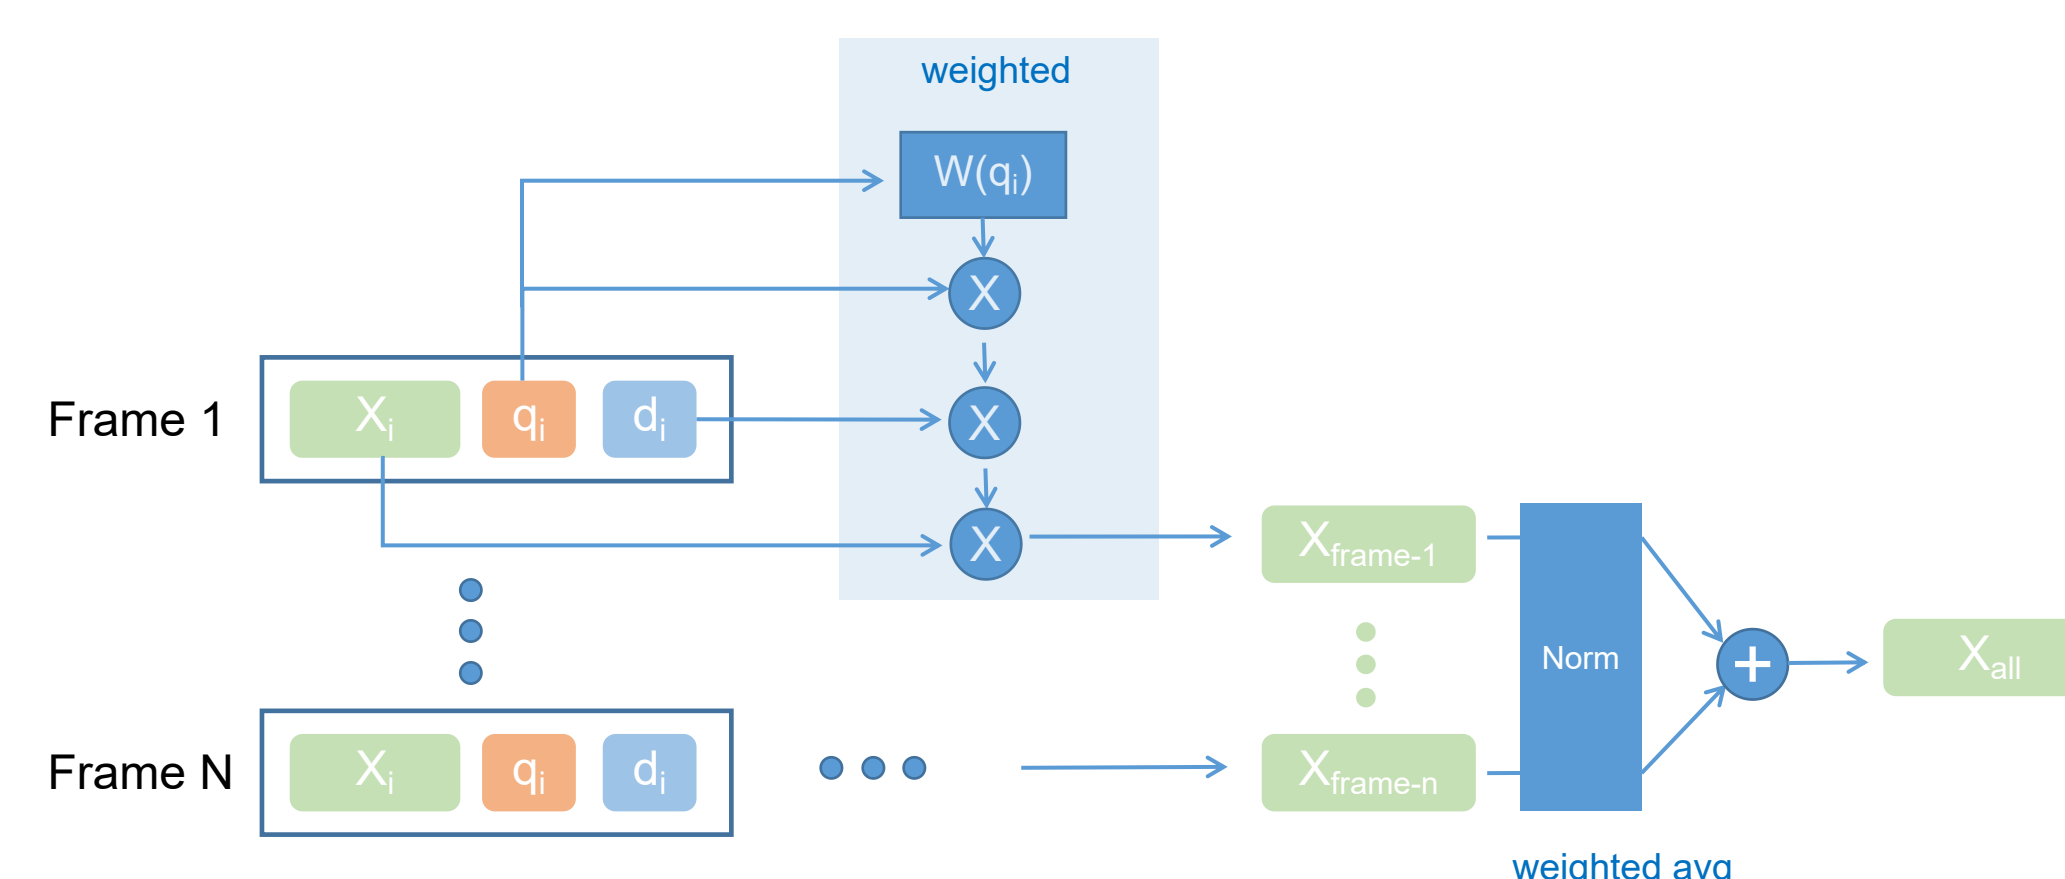 weighted
W(qi)
X
Frame 1
Xi
qi
di
X
X
Xframe-1
Norm
+
Xall
Frame N
Xi
qi
di
Xframe-n
weighted avg